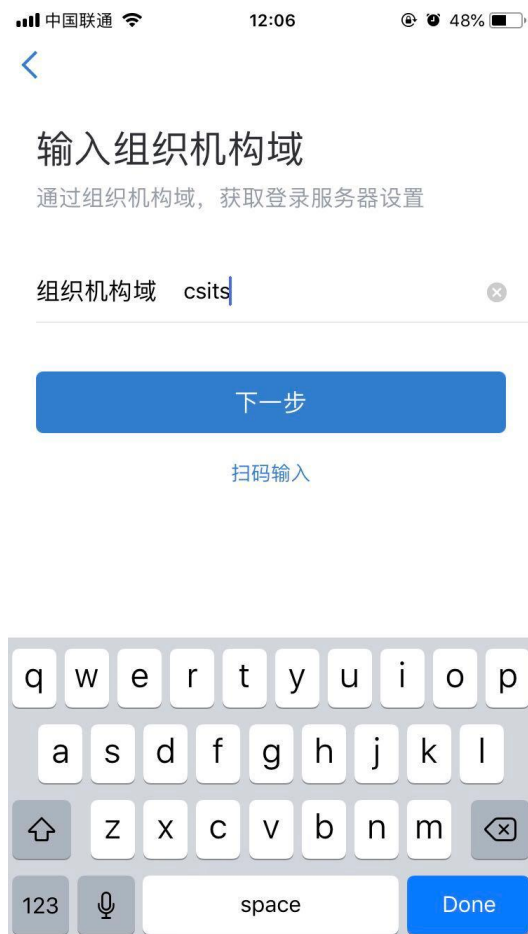 中国联通 12:06 48%
输入组织机构域
通过组织机构域，获取登录服务器设置
组织机构域 csits
下一步
扫码输入
q w e r t y u i o p
a s d f g h j k l
z x c v b n m
123 space Done